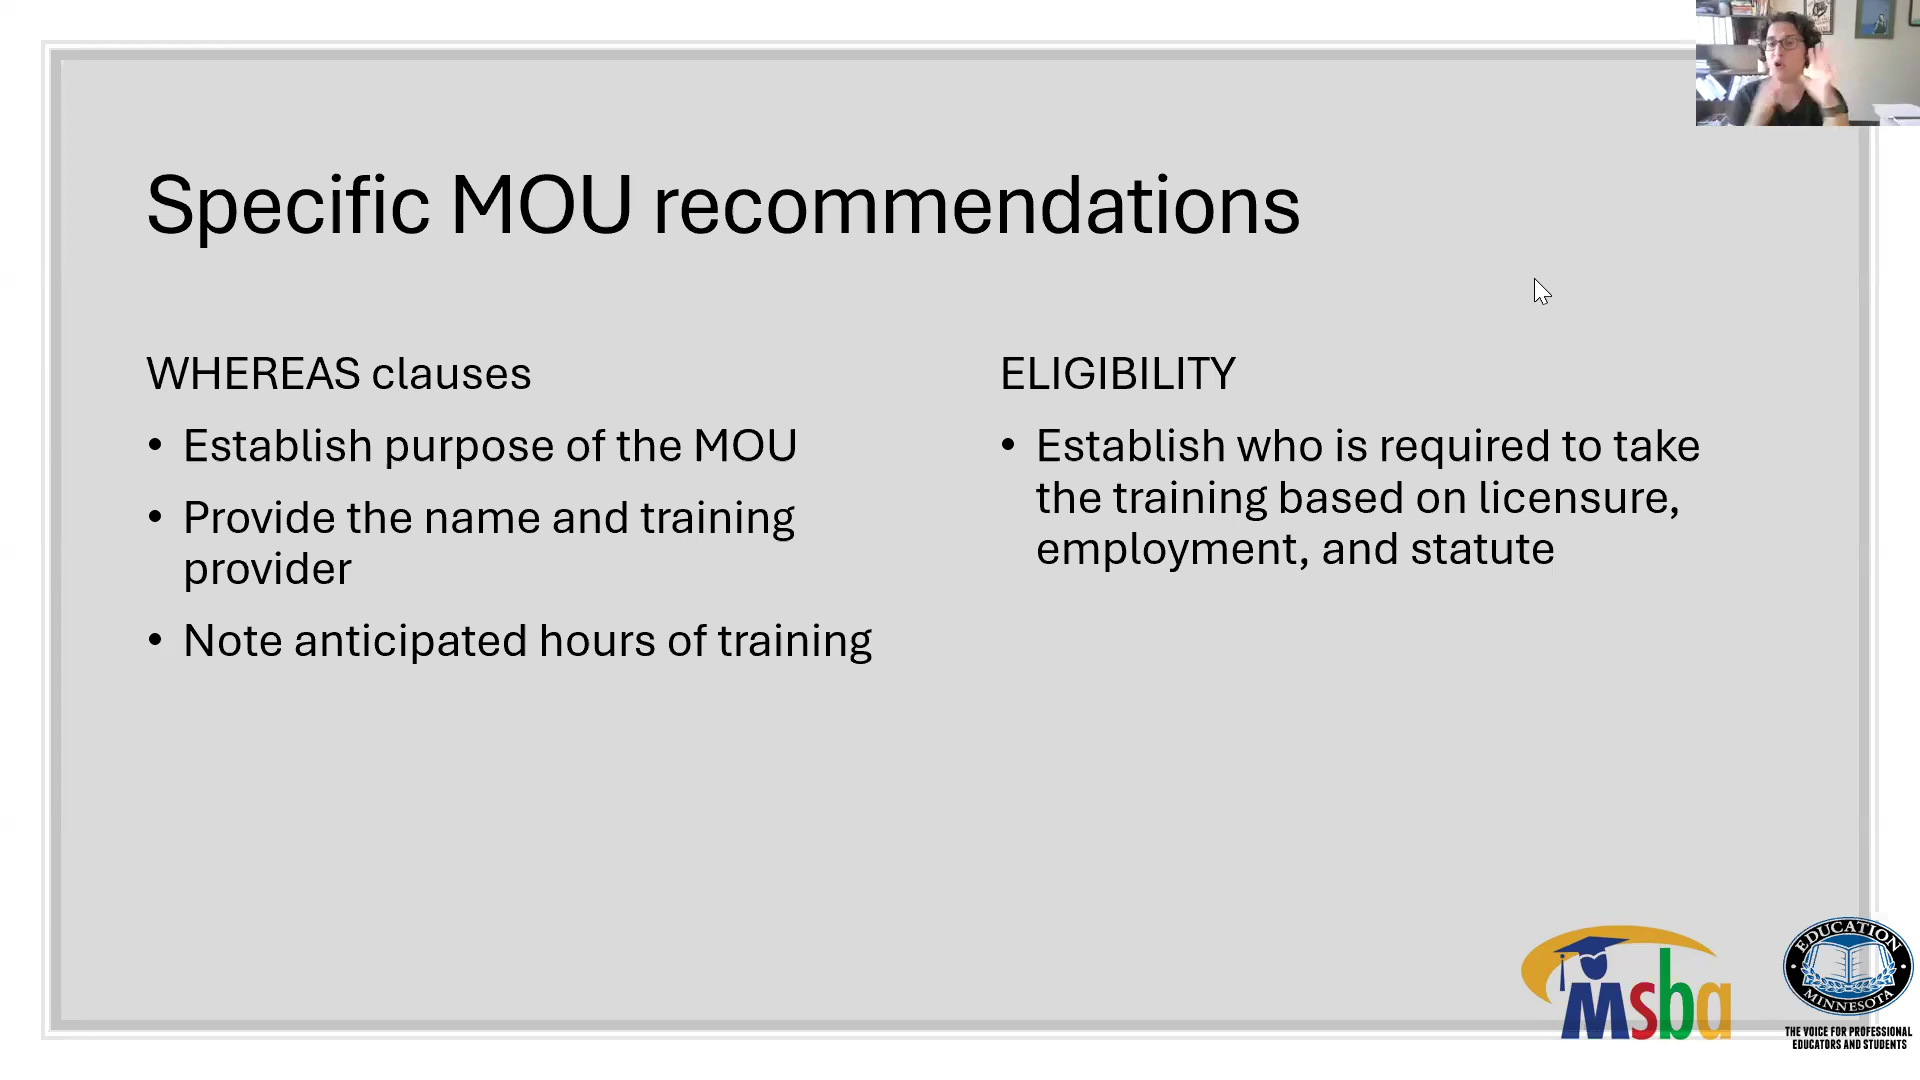 Specific MOU recommendations
WHEREAS clauses
• Establish purpose of the MOU
• Provide the name and training
provider
• Note anticipated hours of training
ELIGIBILITY
• Establish who is required to take
the training based on licensure,
employment, and statute
msba
EDUCATION
MINNESOTA
THE VOICE FOR PROFESSIONAL
EDUCATORS AND STUDENTS